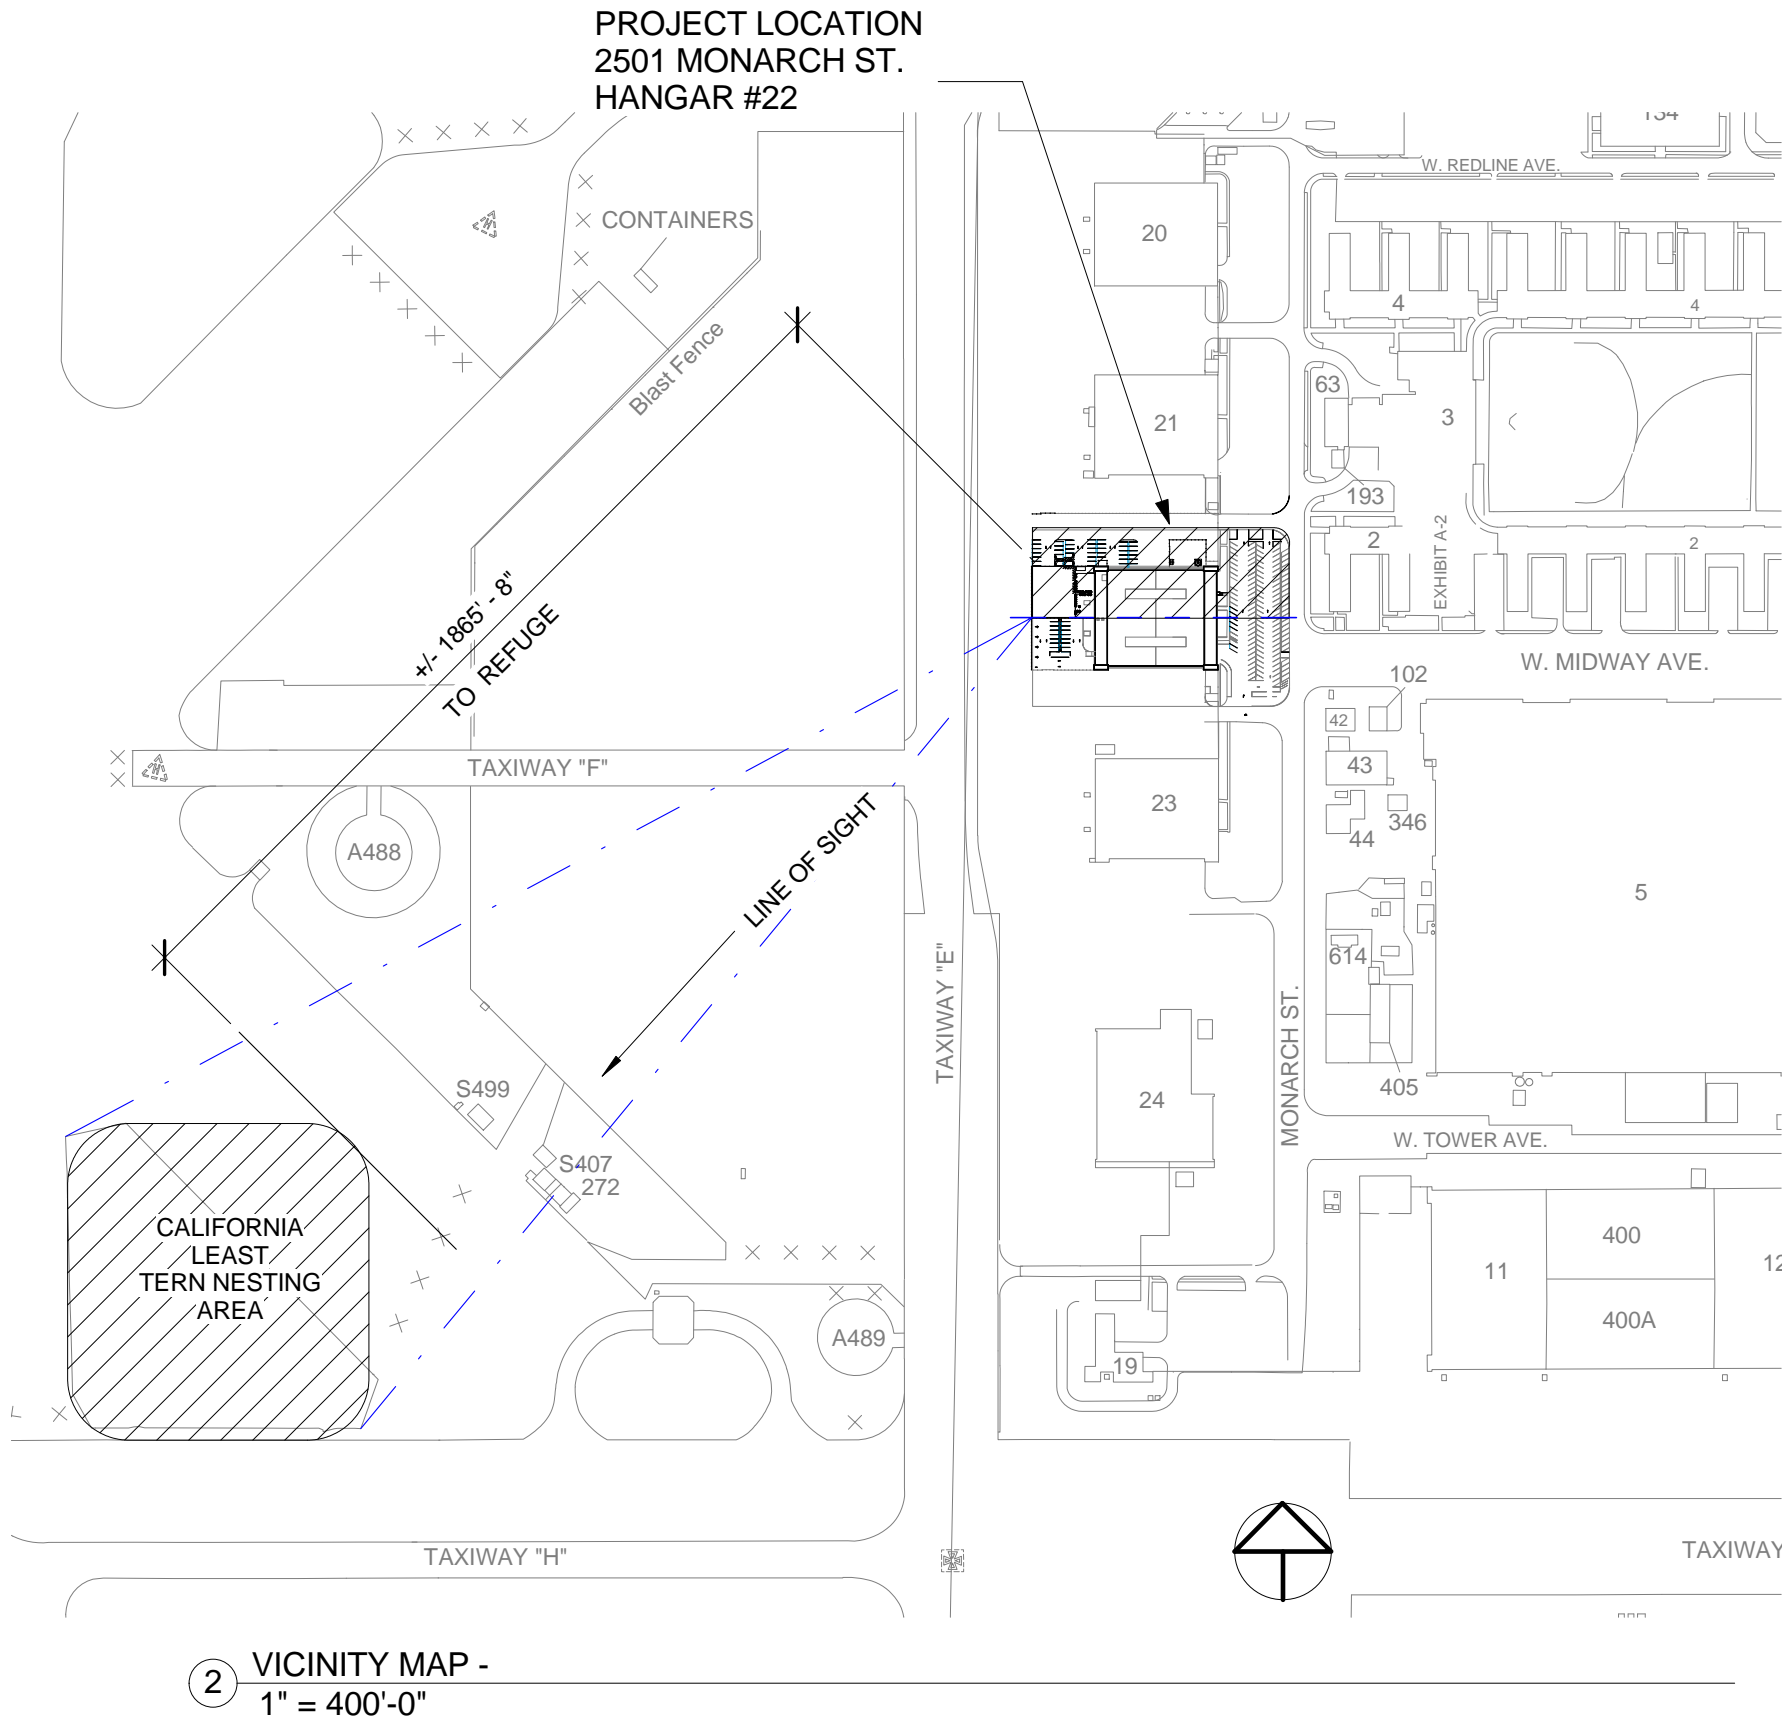 PROJECT LOCATION
2501 MONARCH ST.
HANGAR #22
134
W. REDLINE AVE.
CONTAINERS
20
4
4
Blast Fence
63
21
3
193
2
EXHIBIT A-2
2
+/- 1865' - 8"
TO REFUGE
W. MIDWAY AVE.
102
42
TAXIWAY "F"
43
23
LINE OF SIGHT
346
44
A488
5
614
TAXIWAY "E"
MONARCH ST.
S499
24
405
W. TOWER AVE.
S407
272
CALIFORNIA
LEAST
TERN NESTING
AREA
400
11
12
400A
A489
19
TAXIWAY "H"
TAXIWAY
2
VICINITY MAP -
1" = 400'-0"